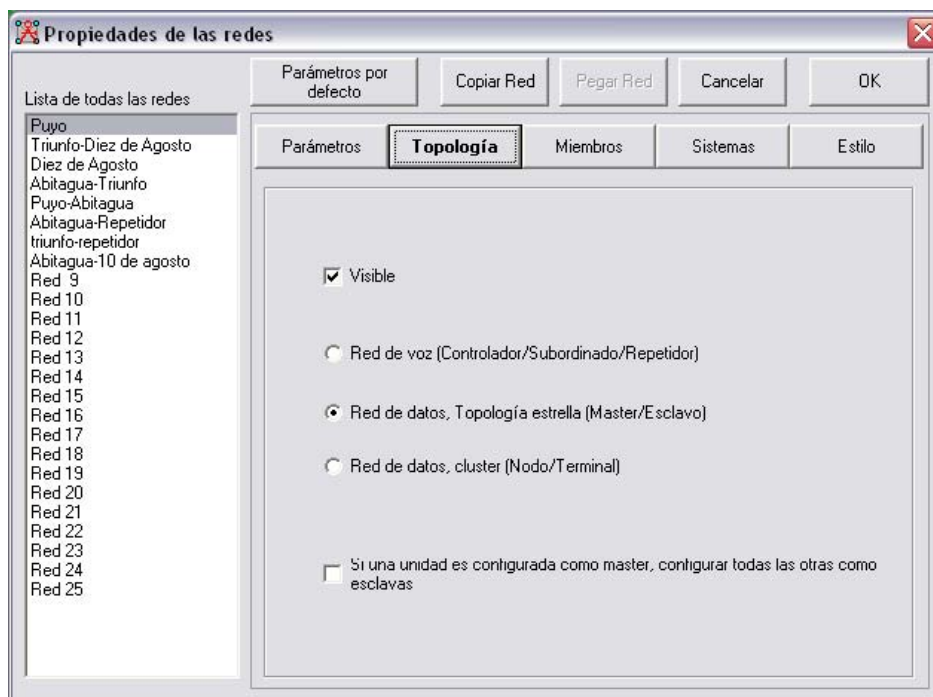 Propiedades de las redes
Parámetros por
defecto
Copiar Red
Pegar Red
Cancelar
OK
Lista de todas las redes
Puyo
Triunfo-Diez de Agosto
Diez de Agosto
Abitagua-Triunfo
Puyo-Abitagua
Abitagua-Repetidor
triunfo-repetidor
Abitagua-10 de agosto
Red 9
Red 10
Red 11
Red 12
Red 13
Red 14
Red 15
Red 16
Red 17
Red 18
Red 19
Red 20
Red 21
Red 22
Red 23
Red 24
Red 25
Parámetros
Topología
Miembros
Sistemas
Estilo
Visible
Red de voz (Controlador/Subordinado/Repetidor)
Red de datos, Topología estrella (Master/Esclavo)
Red de datos, cluster (Nodo/Terminal)
Si una unidad es configurada como master, configurar todas las otras como
esclavas